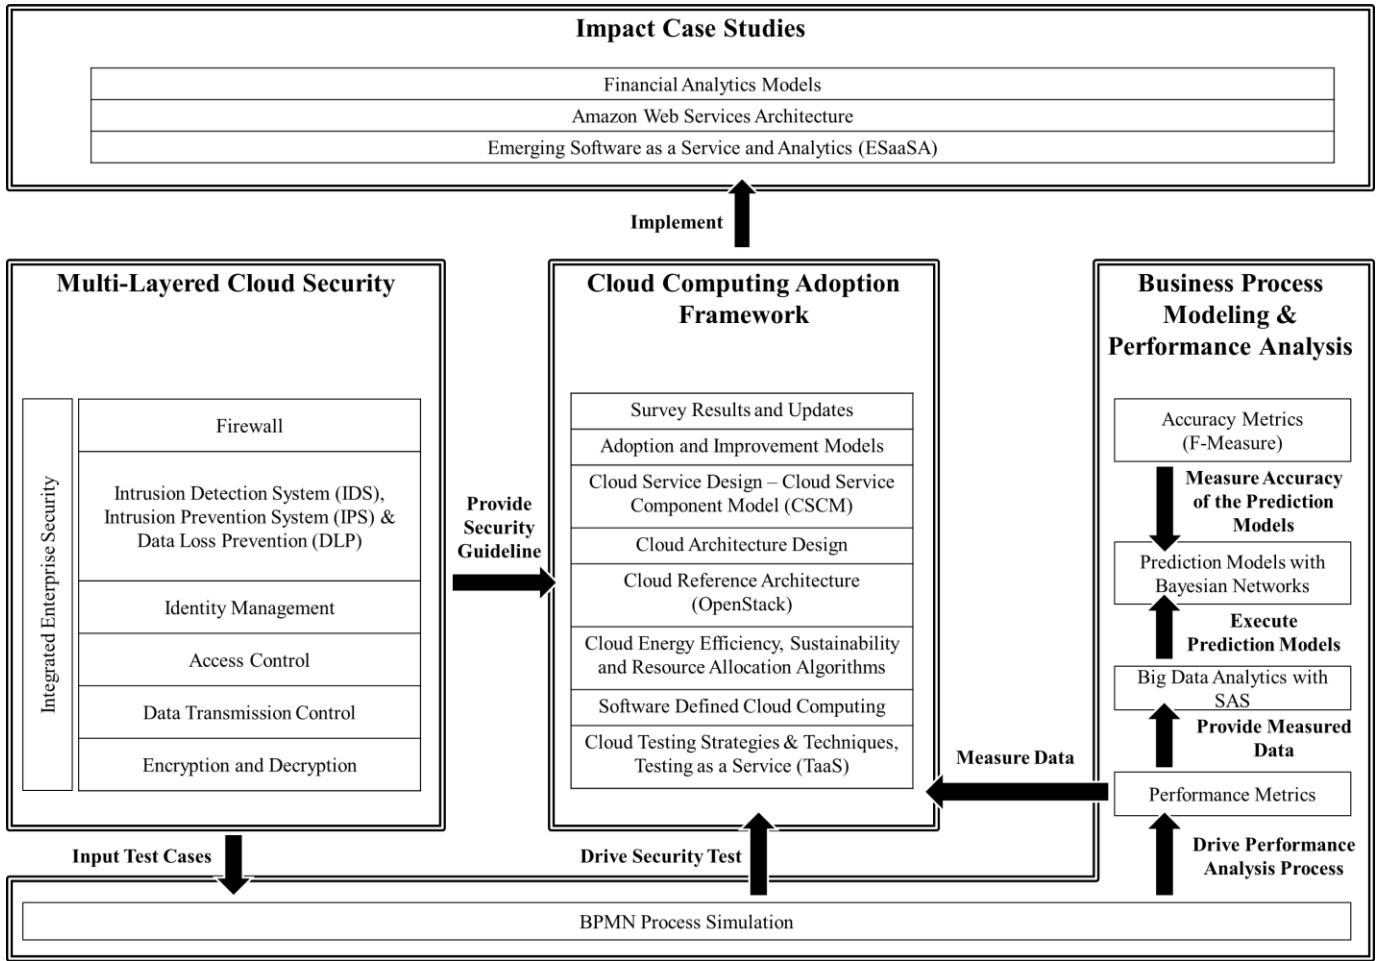 Impact Case Studies
Financial Analytics Models
Amazon Web Services Architecture
Emerging Software as a Service and Analytics (ESaaSA)
Implement
Multi-Layered Cloud Security
Integrated Enterprise Security
Firewall
Intrusion Detection System (IDS),
Intrusion Prevention System (IPS) &
Data Loss Prevention (DLP)
Identity Management
Access Control
Data Transmission Control
Encryption and Decryption
Provide
Security
Guideline
Cloud Computing Adoption
Framework
Survey Results and Updates
Adoption and Improvement Models
Cloud Service Design – Cloud Service
Component Model (CSCM)
Cloud Architecture Design
Cloud Reference Architecture
(OpenStack)
Cloud Energy Efficiency, Sustainability
and Resource Allocation Algorithms
Software Defined Cloud Computing
Cloud Testing Strategies & Techniques,
Testing as a Service (TaaS)
Measure Data
Business Process
Modeling &
Performance Analysis
Accuracy Metrics
(F-Measure)
Measure Accuracy
of the Prediction
Models
Prediction Models with
Bayesian Networks
Execute
Prediction Models
Big Data Analytics with
SAS
Provide Measured
Data
Performance Metrics
Drive Performance
Analysis Process
Input Test Cases
Drive Security Test
BPMN Process Simulation